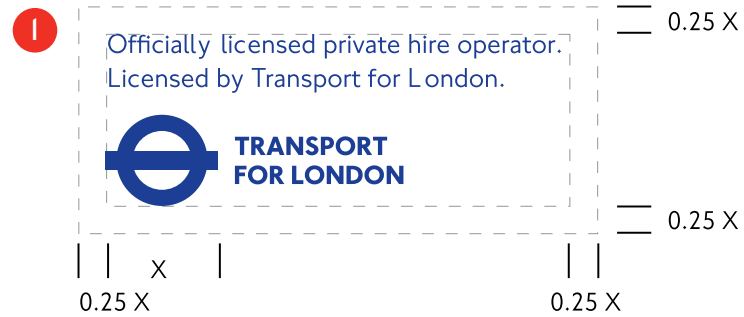 1
Officially licensed private hire operator.
0.25 X
Licensed by Transport for London.
TRANSPORT
FOR LONDON
0.25 X
X
0.25 X
0.25 X